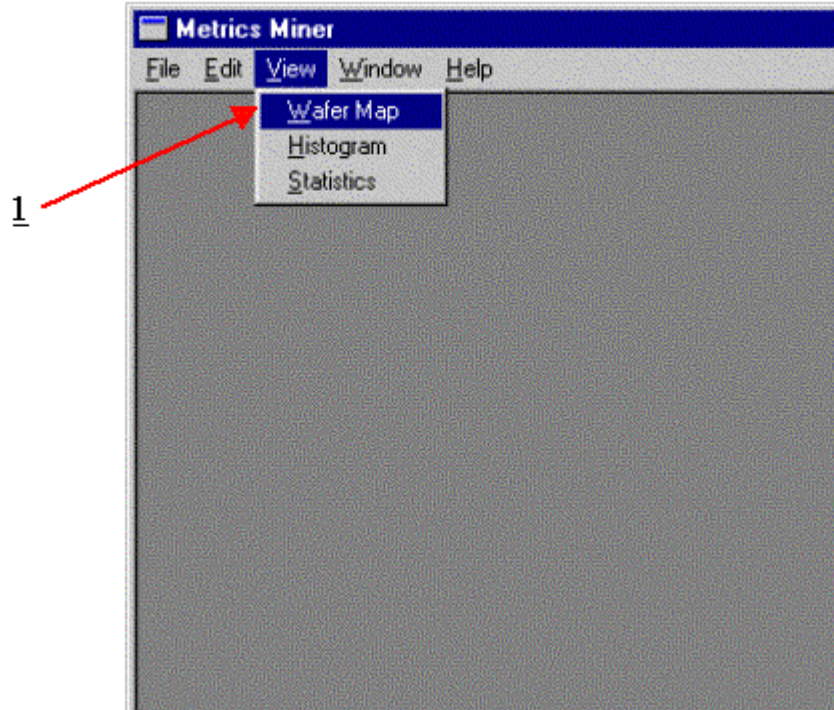 Metrics Miner
File Edit View Window Help
Wafer Map
Histogram
1
Statistics